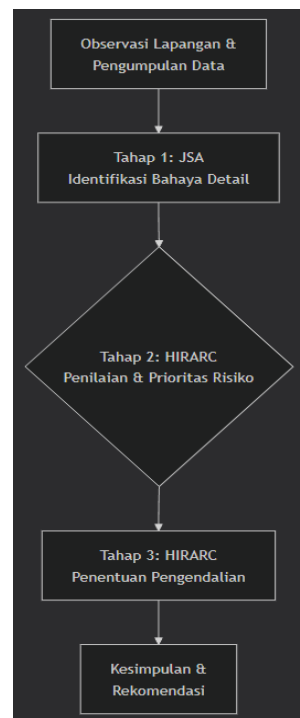 Observasi Lapangan &
Pengumpulan Data
Tahap 1: JSA
Identifikasi Bahaya Detail
Tahap 2: HIRARC
Penilaian & Prioritas Risiko
Tahap 3: HIRARC
Penentuan Pengendalian
Kesimpulan &
Rekomendasi